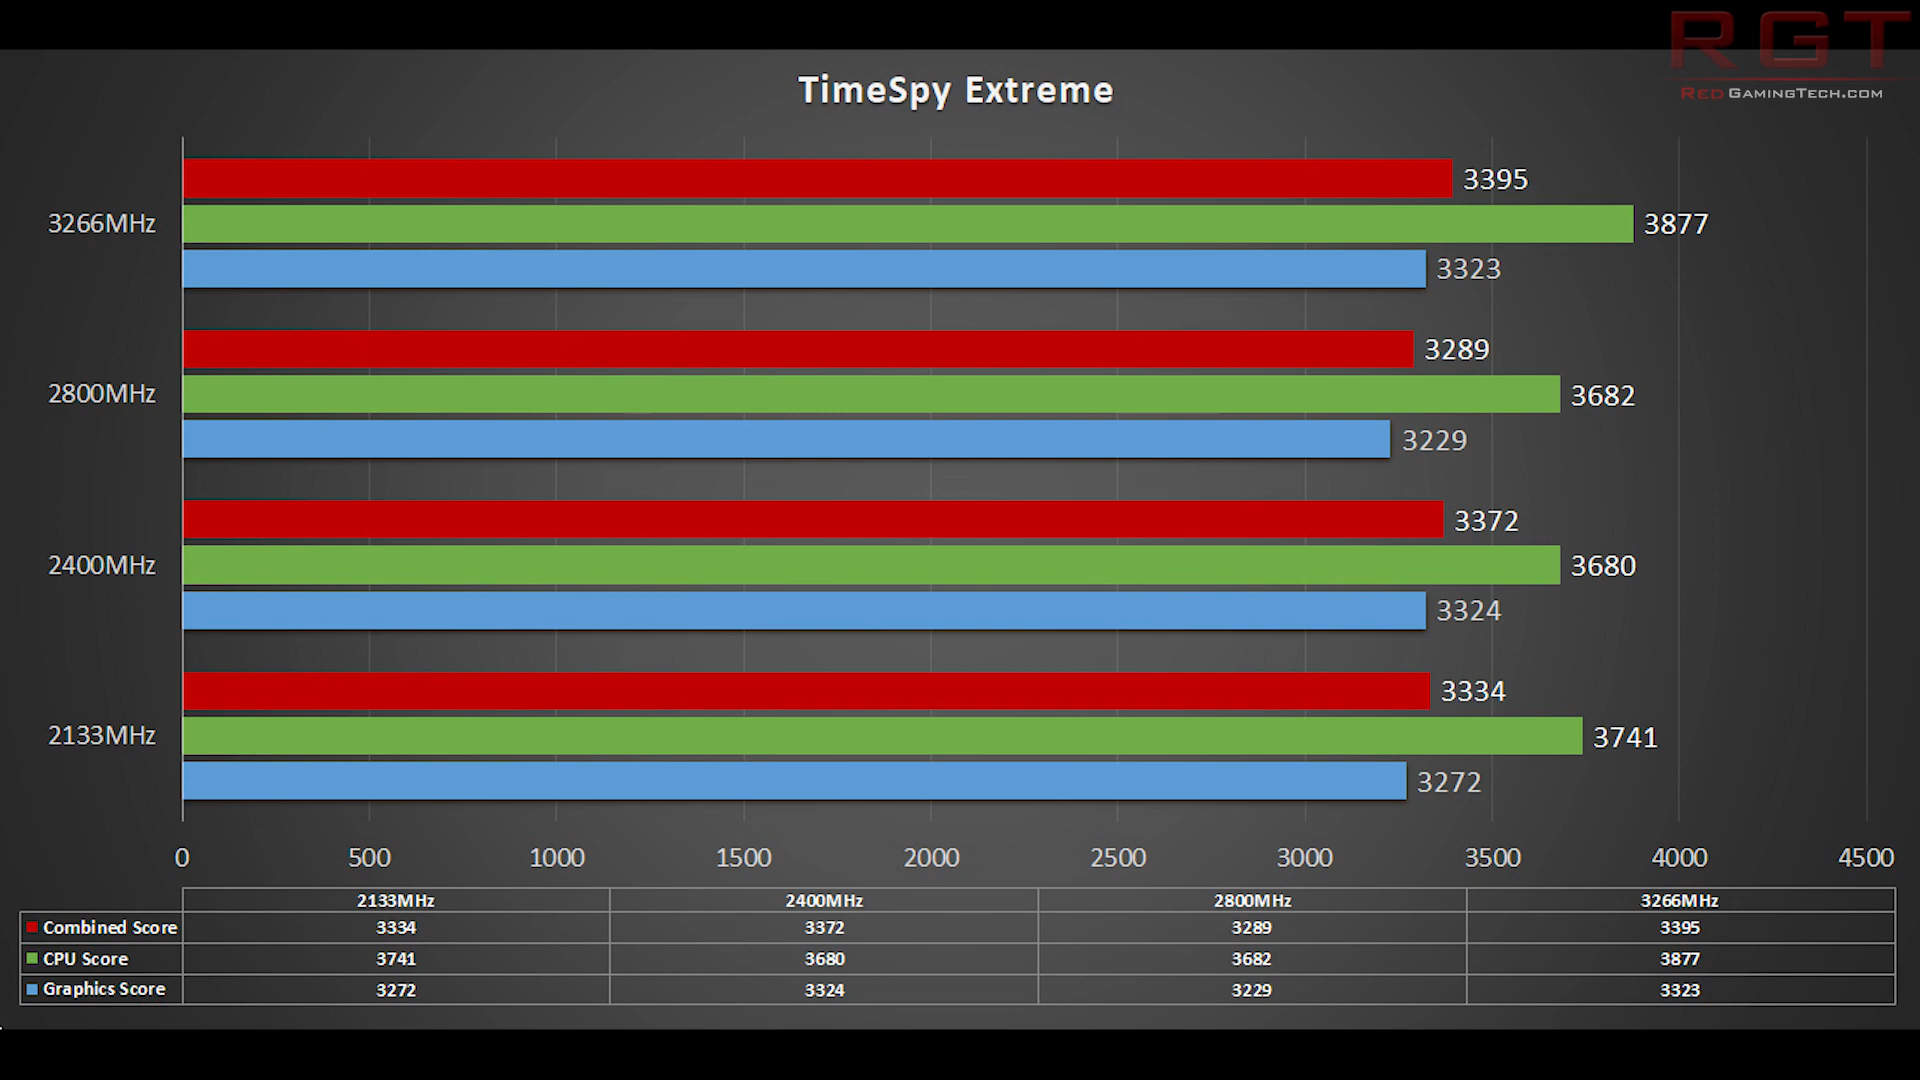 RGT
REDGAMINGTECH.COM
TimeSpy Extreme
3266MHz
3395
3877
3323
2800MHz
3289
3682
3229
2400MHz
3372
3680
3324
2133MHz
3334
3741
3272
0 500 1000 1500 2000 2500 3000 3500 4000 4500
2133MHz 2400MHz 2800MHz 3266MHz
Combined Score 3334 3372 3289 3395
CPU Score 3741 3680 3682 3877
Graphics Score 3272 3324 3229 3323